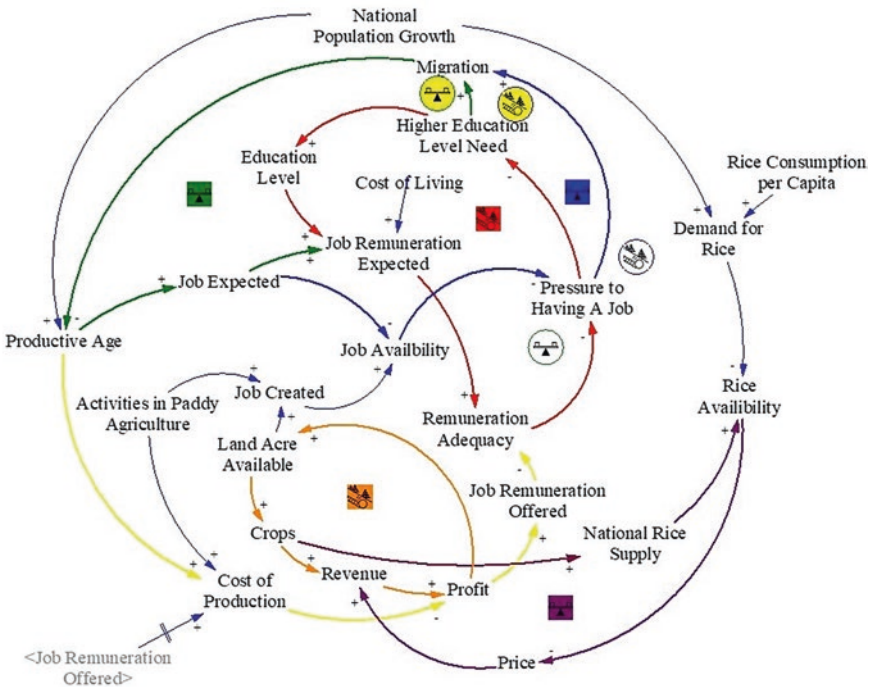 National
Population Growth
Migration
Higher Education
Level Need
Education
Level
Cost of Living
Rice Consumption
per Capita
Demand for
Rice
Job Remuneration
Expected
Job Expected
Pressure to
Having A Job
Productive Age
Job Availbility
Rice
Availibility
Activities in Paddy
Agriculture
Job Created
Land Acre
Available
Remuneration
Adequacy
Job Remuneration
Offered
National Rice
Supply
Crops
Revenue
Profit
Cost of
Production
<Job Remuneration
Offered>
Price